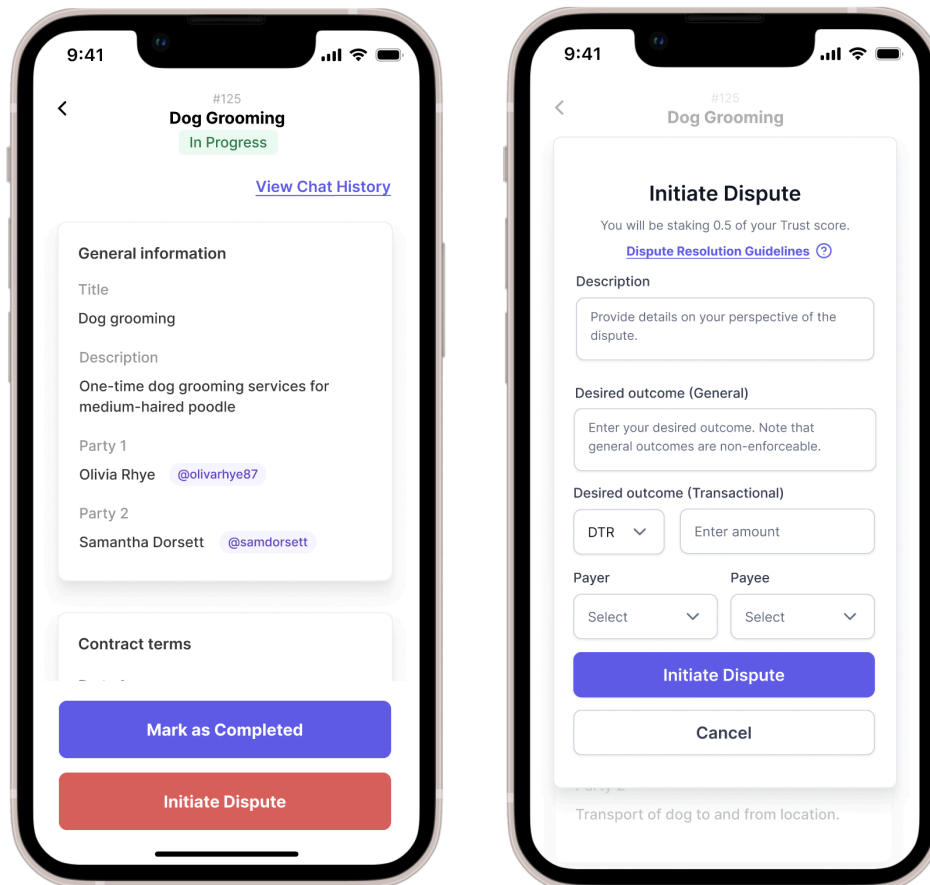 9:41
#125
Dog Grooming
In Progress
View Chat History
General information
Title
Dog grooming
Description
One-time dog grooming services for
medium-haired poodle
Party 1
Olivia Rhye @olivarhye87
Party 2
Samantha Dorsett @samdorsett
Contract terms
Mark as Completed
Initiate Dispute
9:41
#125
Dog Grooming
Initiate Dispute
You will be staking 0.5 of your Trust score.
Dispute Resolution Guidelines ?
Description
Provide details on your perspective of the
dispute.
Desired outcome (General)
Enter your desired outcome. Note that
general outcomes are non-enforceable.
Desired outcome (Transactional)
DTR Enter amount
Payer Payee
Select Select
Initiate Dispute
Cancel
Party 2
Transport of dog to and from location.